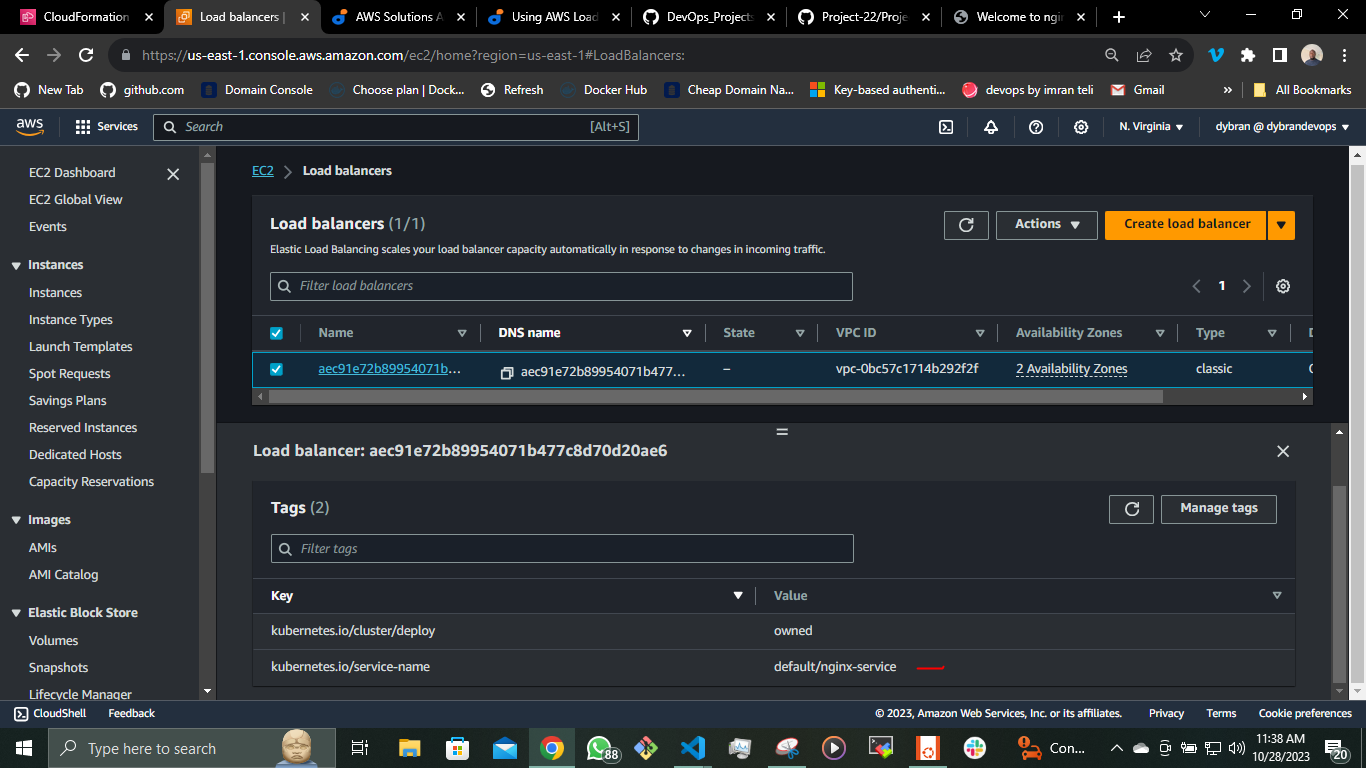 CloudFormation
Load balancers |
AWS Solutions A
Using AWS Load
DevOps_Projects
Project-22/Proje
Welcome to ngin
https://us-east-1.console.aws.amazon.com/ec2/home?region=us-east-1#LoadBalancers:
New Tab
github.com
Domain Console
Choose plan | Dock...
Refresh
Docker Hub
Cheap Domain Na...
Key-based authenti...
devops by imran teli
Gmail
»
All Bookmarks
aws
Services
Search
[Alt+S]
N. Virginia
dybran @ dybrandevops
EC2 Dashboard
EC2 Global View
Events
Instances
Instances
Instance Types
Launch Templates
Spot Requests
Savings Plans
Reserved Instances
Dedicated Hosts
Capacity Reservations
Images
AMIs
AMI Catalog
Elastic Block Store
Volumes
Snapshots
Lifecycle Manager
EC2
Load balancers
Load balancers (1/1)
Actions
Create load balancer
Elastic Load Balancing scales your load balancer capacity automatically in response to changes in incoming traffic.
Filter load balancers
1
Name
DNS name
State
VPC ID
Availability Zones
Type
aec91e72b89954071b...
aec91e72b89954071b477...
–
vpc-0bc57c1714b292f2f
2 Availability Zones
classic
Load balancer: aec91e72b89954071b477c8d70d20ae6
Tags (2)
Manage tags
Filter tags
Key
Value
kubernetes.io/cluster/deploy
owned
kubernetes.io/service-name
default/nginx-service
CloudShell
Feedback
© 2023, Amazon Web Services, Inc. or its affiliates.
Privacy
Terms
Cookie preferences
Type here to search
88
Con...
11:38 AM
10/28/2023
20